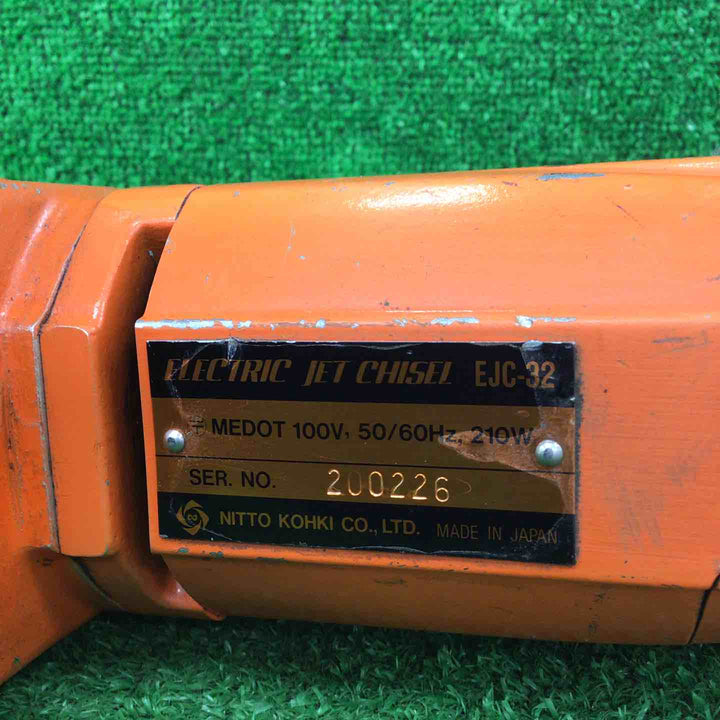 ELECTRIC JET CHISEL EJC-32
MEDOT 100V, 50/60Hz, 210W
SER. NO. 200226
NITTO KOHKI CO., LTD. MADE IN JAPAN